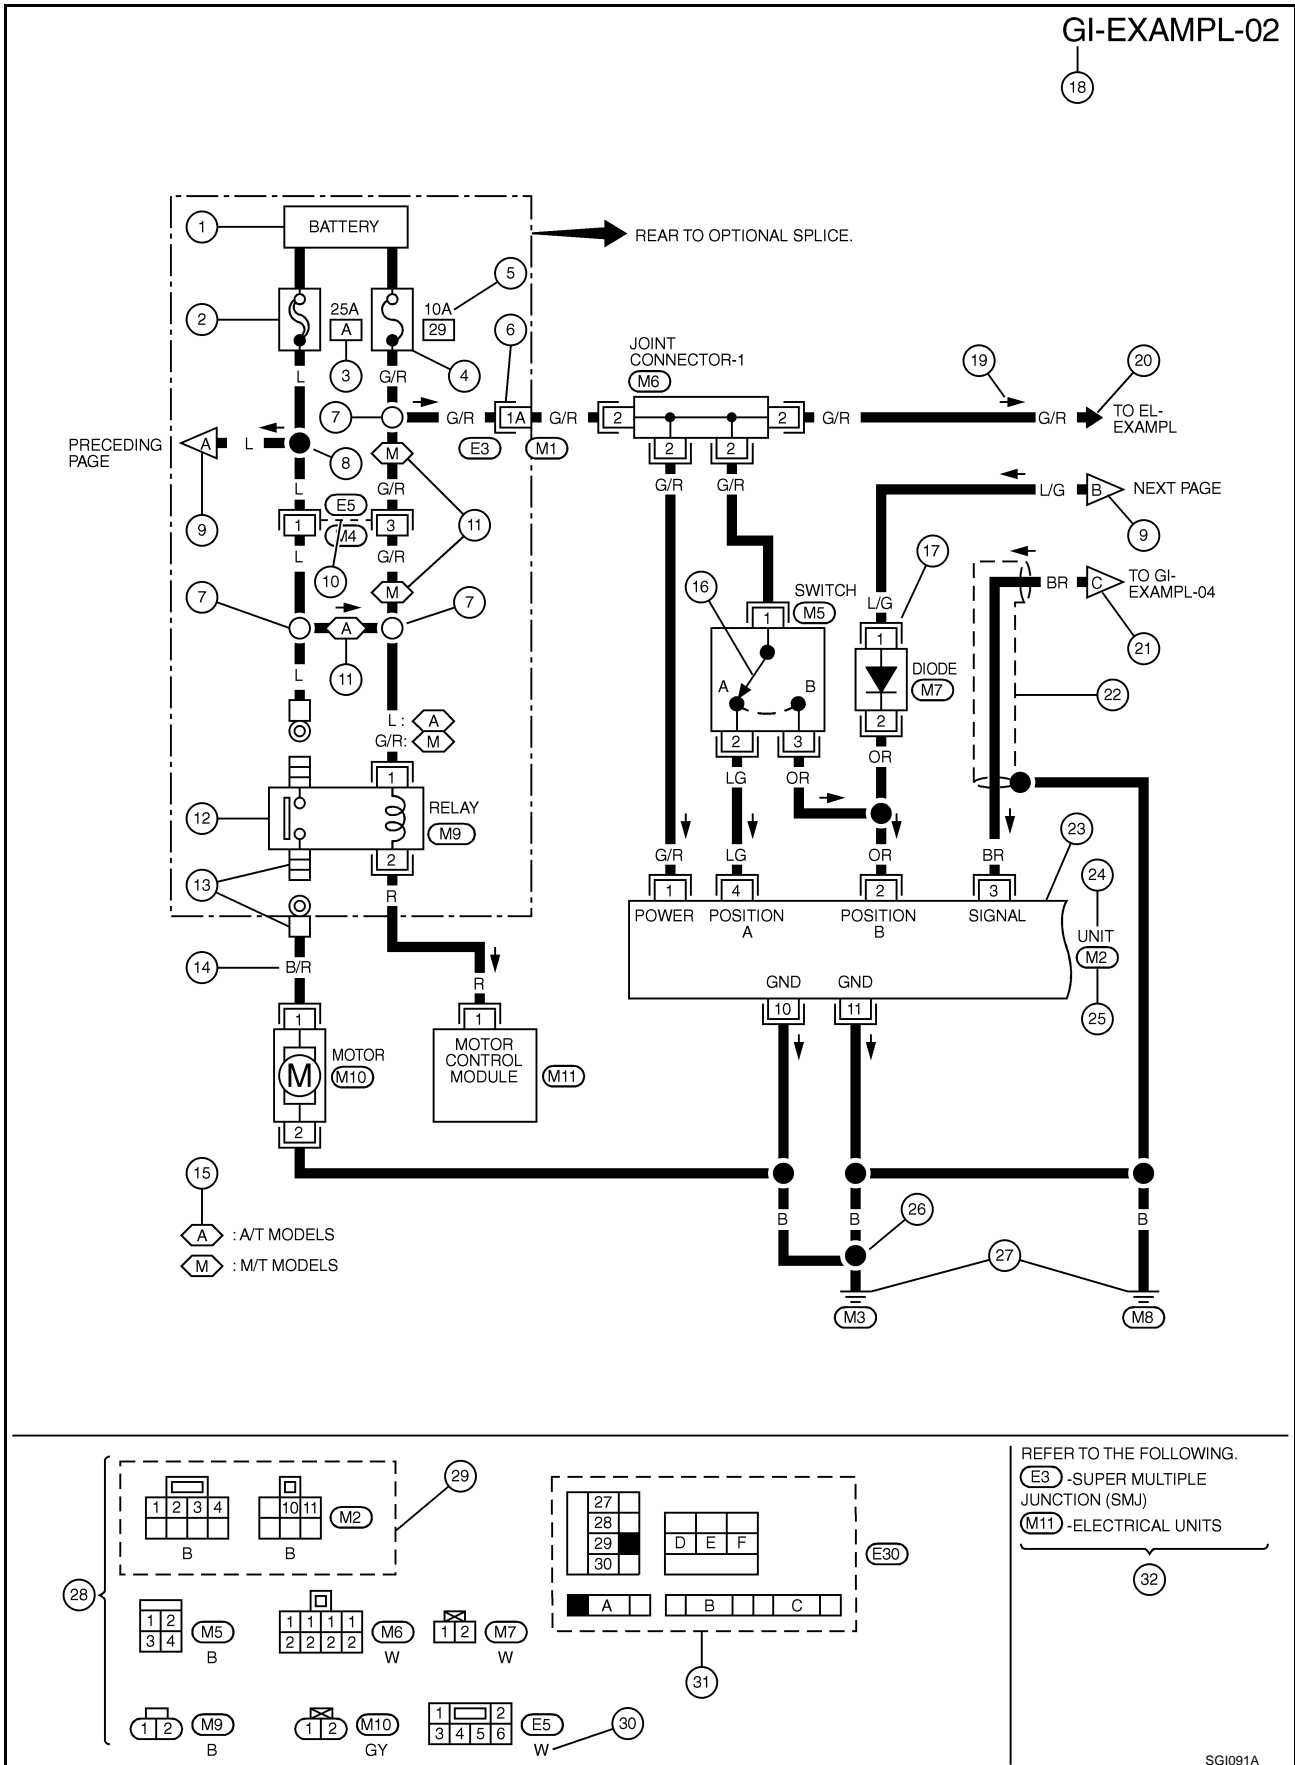 GI-EXAMPL-02
18
1
BATTERY
REAR TO OPTIONAL SPLICE.
5
2
25A
A
10A
29
6
3
4
L
G/R
JOINT
CONNECTOR-1
M6
19
20
7
G/R
1A
G/R
2
2
G/R
G/R
TO EL-
EXAMPL
E3
M1
PRECEDING
PAGE
A
L
8
M
2
2
L
G/R
G/R
G/R
L/G
B
NEXT PAGE
9
1
E5
M4
3
11
9
L
G/R
17
10
M
16
BR
C
TO GI-
EXAMPL-04
7
7
SWITCH
M5
1
L/G
1
A
11
21
L
A
B
DIODE
M7
22
L :
A
G/R:
M
2
3
2
1
LG
OR
OR
12
RELAY
M9
2
23
13
R
G/R
LG
OR
BR
24
1
4
2
3
POWER
POSITION
A
POSITION
B
SIGNAL
UNIT
M2
14
B/R
R
GND
GND
10
11
25
1
1
MOTOR
M10
M
MOTOR
CONTROL
MODULE
M11
2
15
A
: A/T MODELS
M
: M/T MODELS
B
B
B
26
27
M3
M8
28
1 2 3 4
B
10 11
B
M2
29
27
28
29
30
D E F
A
B
C
E30
31
REFER TO THE FOLLOWING.
E3 -SUPER MULTIPLE
JUNCTION (SMJ)
M11 -ELECTRICAL UNITS
32
1 2
3 4
M5
B
1 1 1 1
2 2 2 2
M6
W
1 2
M7
W
1 2
M9
B
1 2
M10
GY
1 2
3 4 5 6
E5
W
30
SGI091A